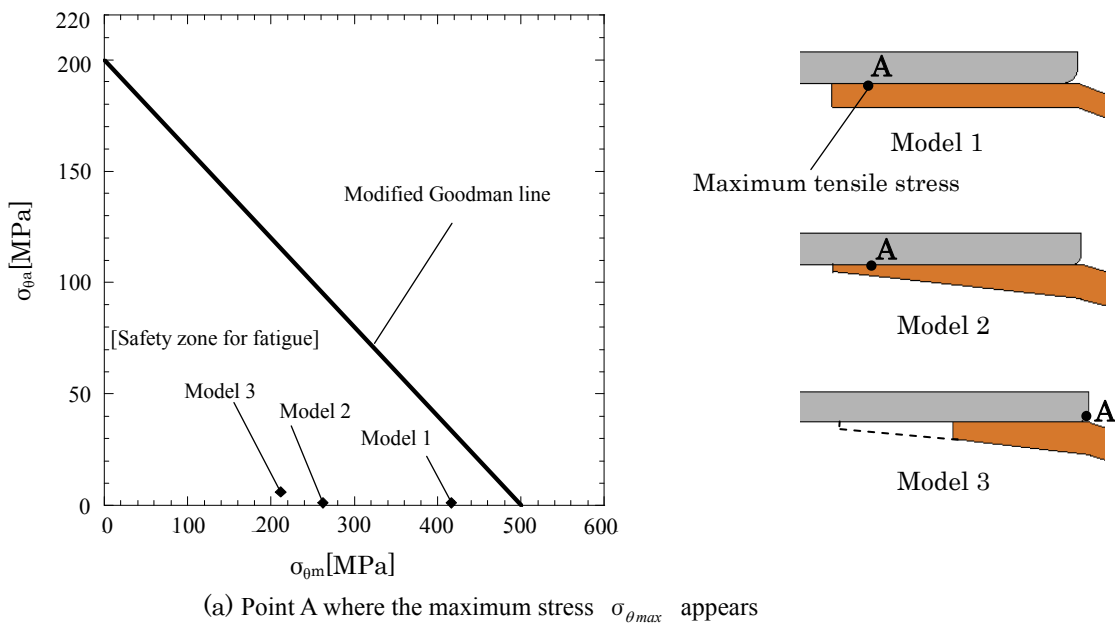 220
200
150
100
50
0
σθa[MPa]
Modified Goodman line
[Safety zone for fatigue]
Model 3
Model 2
Model 1
0 100 200 300 400 500 600
σθm[MPa]
A
Model 1
Maximum tensile stress
A
Model 2
A
Model 3
(a) Point A where the maximum stress σθmax appears